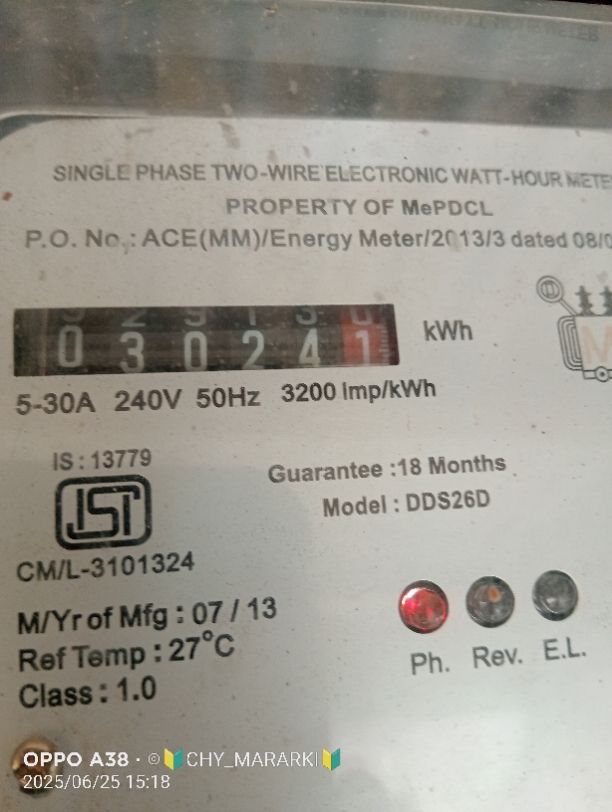 SINGLE PHASE TWO-WIRE ELECTRONIC WATT-HOUR METE
PROPERTY OF MePDCL
P.O. No.: ACE(MM)/Energy Meter/2013/3 dated 08/0
0 3 0 2 4 1 kWh
5-30A 240V 50Hz 3200 Imp/kWh
IS : 13779
Guarantee :18 Months
Model : DDS26D
ISI
CM/L-3101324
M/Yr of Mfg : 07 / 13
Ref Temp : 27°C
Class : 1.0
Ph. Rev. E.L.
OPPO A38 · ©🔰CHY_MARARKI🔰
2025/06/25 15:18